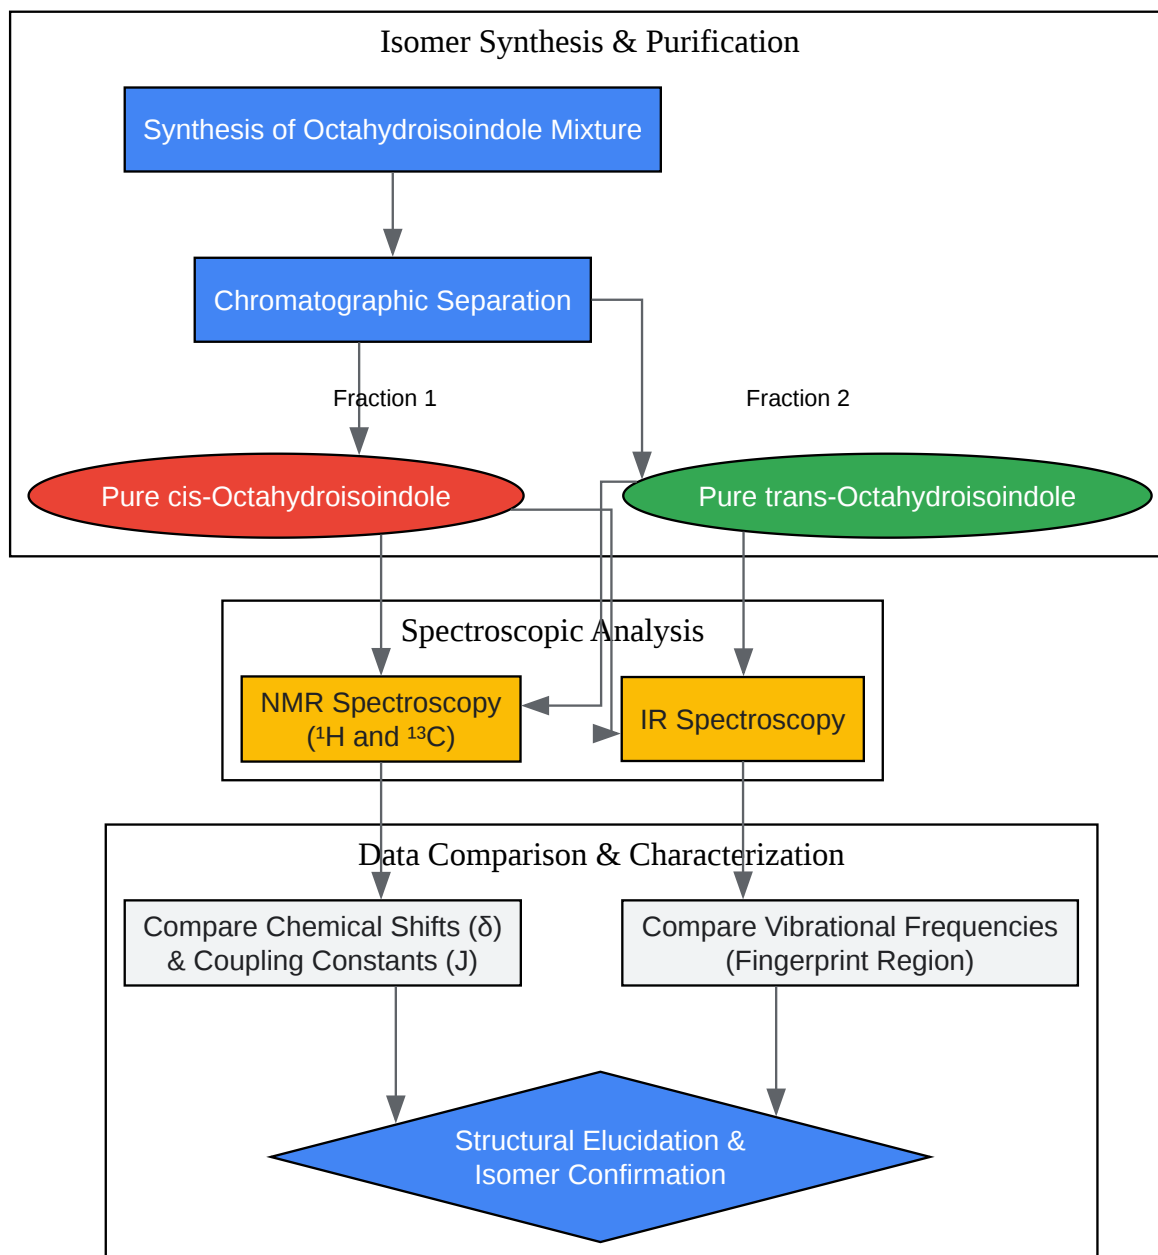 Isomer Synthesis & Purification
Synthesis of Octahydroisoindole Mixture
Chromatographic Separation
Fraction 1
Fraction 2
Pure cis-Octahydroisoindole
Pure trans-Octahydroisoindole
Spectroscopic Analysis
NMR Spectroscopy
(¹H and ¹³C)
IR Spectroscopy
Data Comparison & Characterization
Compare Chemical Shifts (δ)
& Coupling Constants (J)
Compare Vibrational Frequencies
(Fingerprint Region)
Structural Elucidation &
Isomer Confirmation